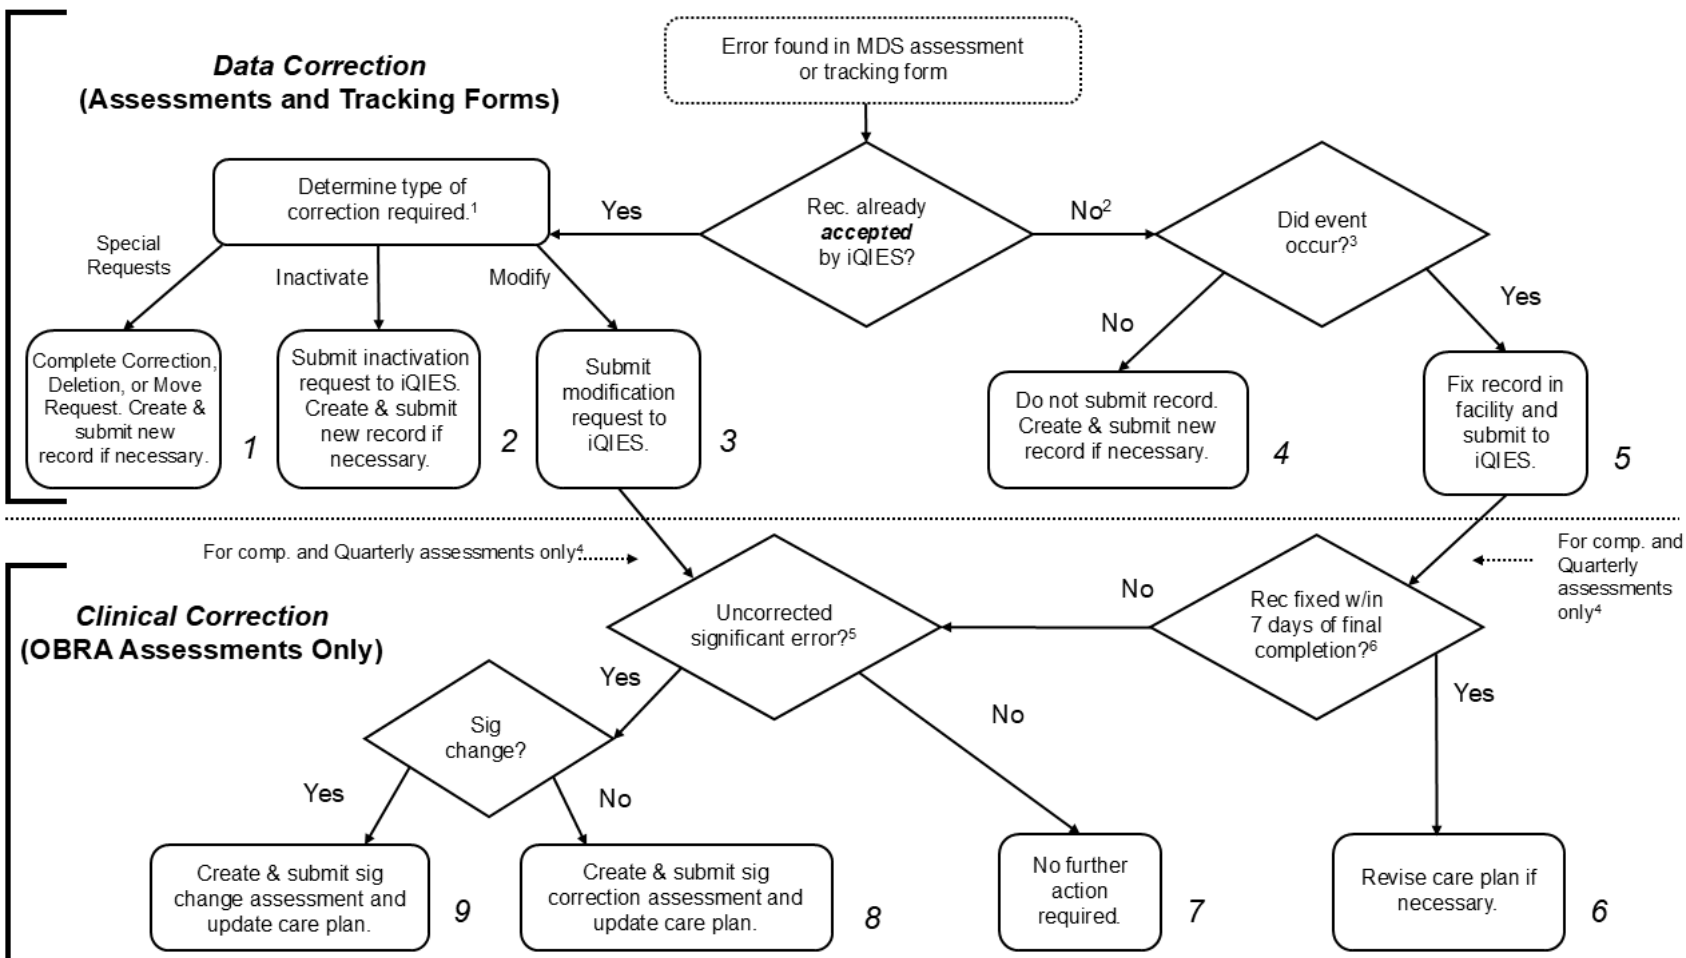 Data Correction
(Assessments and Tracking Forms)
Error found in MDS assessment
or tracking form
Determine type of
correction required.¹
Yes
Rec. already
accepted
by iQIES?
No²
Did event
occur?³
Special
Requests
Inactivate
Modify
No
Yes
Complete Correction,
Deletion, or Move
Request. Create &
submit new
record if necessary.
1
Submit inactivation
request to iQIES.
Create & submit
new record if
necessary.
2
Submit
modification
request to
iQIES.
3
Do not submit record.
Create & submit new
record if necessary.
4
Fix record in
facility and
submit to
iQIES.
5
For comp. and Quarterly assessments only⁴
For comp. and
Quarterly
assessments
only⁴
Clinical Correction
(OBRA Assessments Only)
Uncorrected
significant error?⁵
No
Rec fixed w/in
7 days of final
completion?⁶
Yes
No
Yes
Sig
change?
Yes
No
Create & submit sig
change assessment and
update care plan.
9
Create & submit sig
correction assessment and
update care plan.
8
No further
action
required.
7
Revise care plan if
necessary.
6